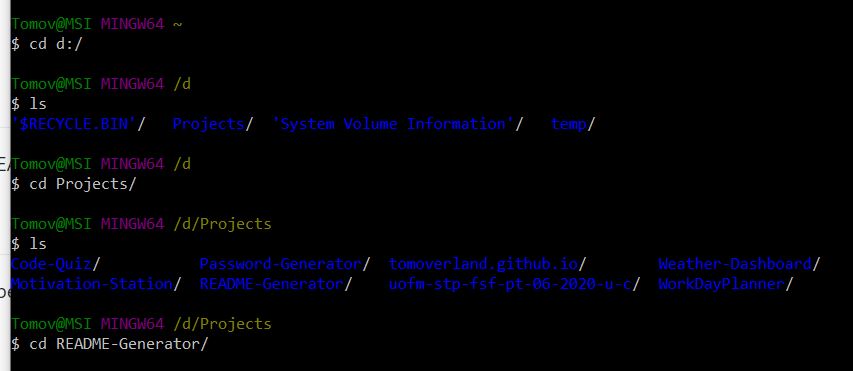 Tomov@MSI MINGW64 ~
$ cd d:/
Tomov@MSI MINGW64 /d
$ ls
'$RECYCLE.BIN'/ Projects/ 'System Volume Information'/ temp/
Tomov@MSI MINGW64 /d
$ cd Projects/
Tomov@MSI MINGW64 /d/Projects
$ ls
Code-Quiz/ Password-Generator/ tomoverland.github.io/ Weather-Dashboard/
Motivation-Station/ README-Generator/ uofm-stp-fsf-pt-06-2020-u-c/ WorkDayPlanner/
Tomov@MSI MINGW64 /d/Projects
$ cd README-Generator/